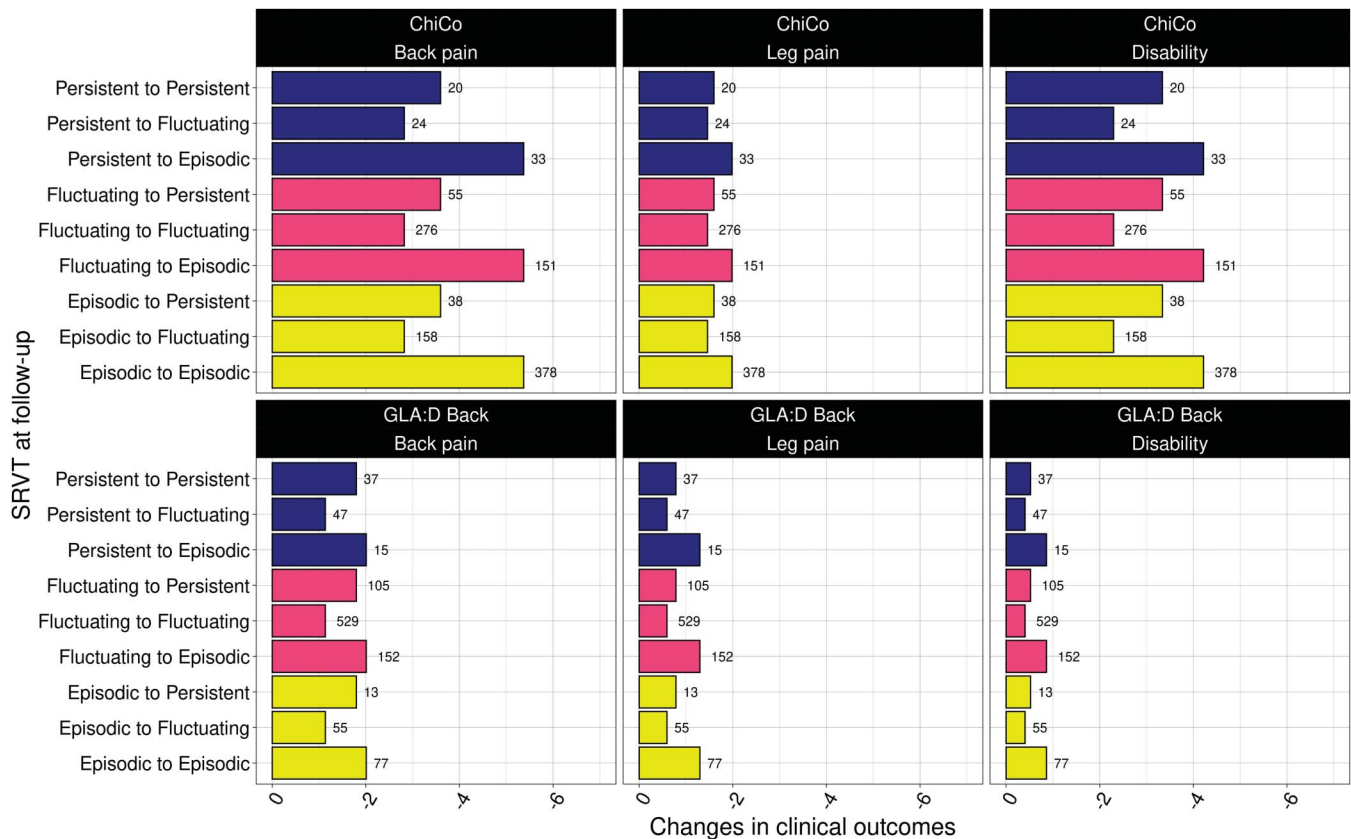 ChiCo
Back pain
ChiCo
Leg pain
ChiCo
Disability
SRVT at follow-up
Persistent to Persistent 20 20 20
Persistent to Fluctuating 24 24 24
Persistent to Episodic 33 33 33
Fluctuating to Persistent 55 55 55
Fluctuating to Fluctuating 276 276 276
Fluctuating to Episodic 151 151 151
Episodic to Persistent 38 38 38
Episodic to Fluctuating 158 158 158
Episodic to Episodic 378 378 378
GLA:D Back
Back pain
GLA:D Back
Leg pain
GLA:D Back
Disability
Persistent to Persistent 37 37 37
Persistent to Fluctuating 47 47 47
Persistent to Episodic 15 15 15
Fluctuating to Persistent 105 105 105
Fluctuating to Fluctuating 529 529 529
Fluctuating to Episodic 152 152 152
Episodic to Persistent 13 13 13
Episodic to Fluctuating 55 55 55
Episodic to Episodic 77 77 77
0 -2 -4 -6 0 -2 -4 -6 0 -2 -4 -6
Changes in clinical outcomes